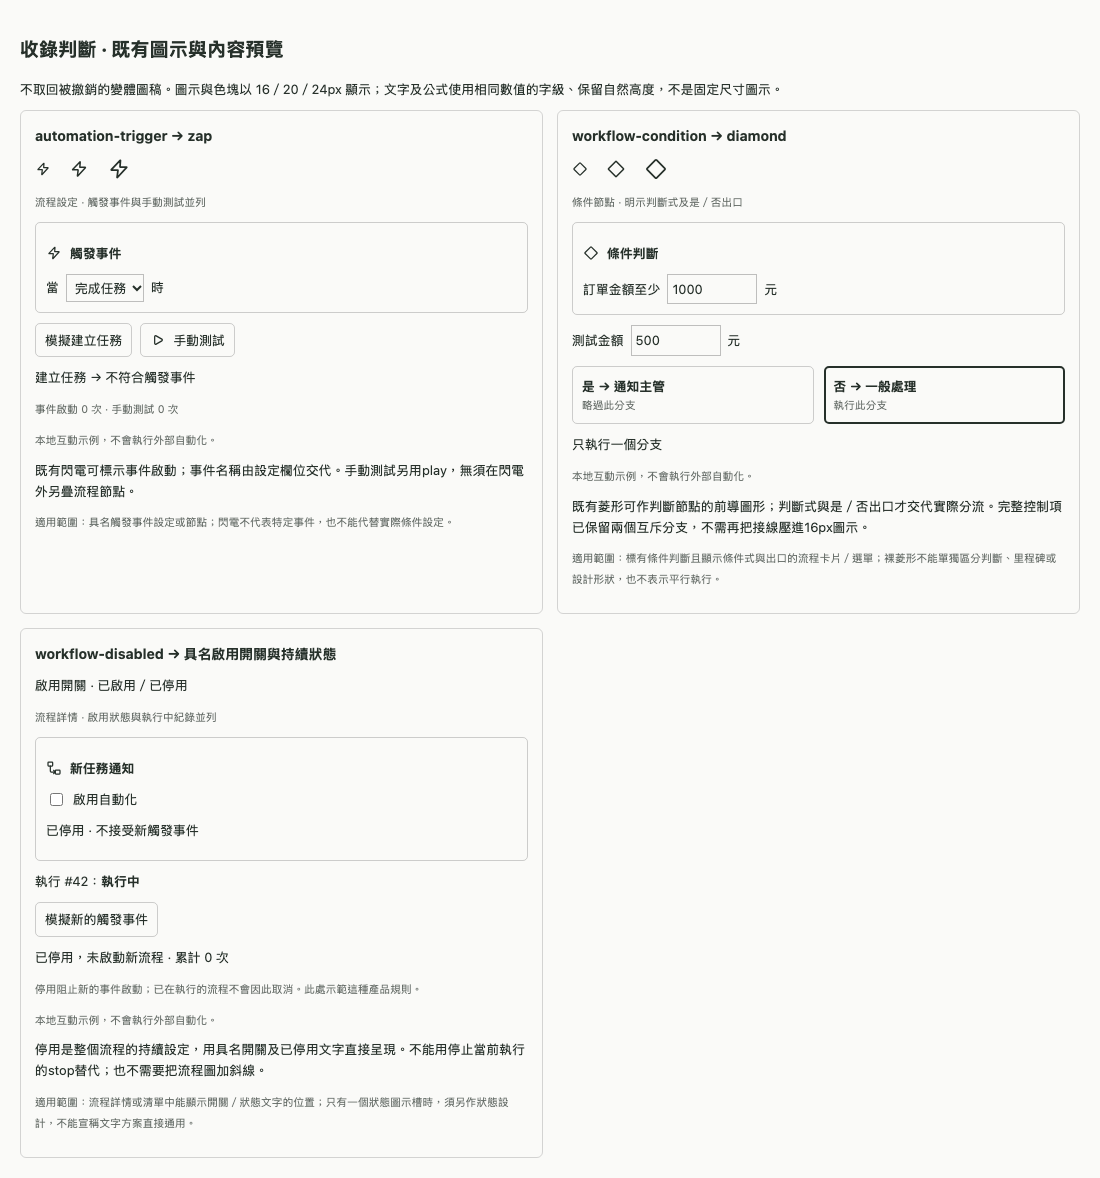 收錄判斷 · 既有圖示與內容預覽
不取回被撤銷的變體圖稿。圖示與色塊以 16 / 20 / 24px 顯示；文字及公式使用相同數值的字級、保留自然高度，不是固定尺寸圖示。
automation-trigger → zap
流程設定 · 觸發事件與手動測試並列
觸發事件
當 完成任務 時
模擬建立任務 手動測試
建立任務 → 不符合觸發事件
事件啟動 0 次 · 手動測試 0 次
本地互動示例，不會執行外部自動化。
既有閃電可標示事件啟動；事件名稱由設定欄位交代。手動測試另用play，無須在閃電
外另疊流程節點。
適用範圍：具名觸發事件設定或節點；閃電不代表特定事件，也不能代替實際條件設定。
workflow-condition → diamond
條件節點 · 明示判斷式及是 / 否出口
條件判斷
訂單金額至少 1000 元
測試金額 500 元
是 → 通知主管
略過此分支
否 → 一般處理
執行此分支
只執行一個分支
本地互動示例，不會執行外部自動化。
既有菱形可作判斷節點的前導圖形；判斷式與是 / 否出口才交代實際分流。完整控制項
已保留兩個互斥分支，不需再把接線壓進16px圖示。
適用範圍：標有條件判斷且顯示條件式與出口的流程卡片 / 選單；裸菱形不能單獨區分判斷、里程碑或
設計形狀，也不表示平行執行。
workflow-disabled → 具名啟用開關與持續狀態
啟用開關 · 已啟用 / 已停用
流程詳情 · 啟用狀態與執行中紀錄並列
新任務通知
啟用自動化
已停用 · 不接受新觸發事件
執行 #42：執行中
模擬新的觸發事件
已停用，未啟動新流程 · 累計 0 次
停用阻止新的事件啟動；已在執行的流程不會因此取消。此處示範這種產品規則。
本地互動示例，不會執行外部自動化。
停用是整個流程的持續設定，用具名開關及已停用文字直接呈現。不能用停止當前執行
的stop替代；也不需要把流程圖加斜線。
適用範圍：流程詳情或清單中能顯示開關 / 狀態文字的位置；只有一個狀態圖示槽時，須另作狀態設
計，不能宣稱文字方案直接通用。